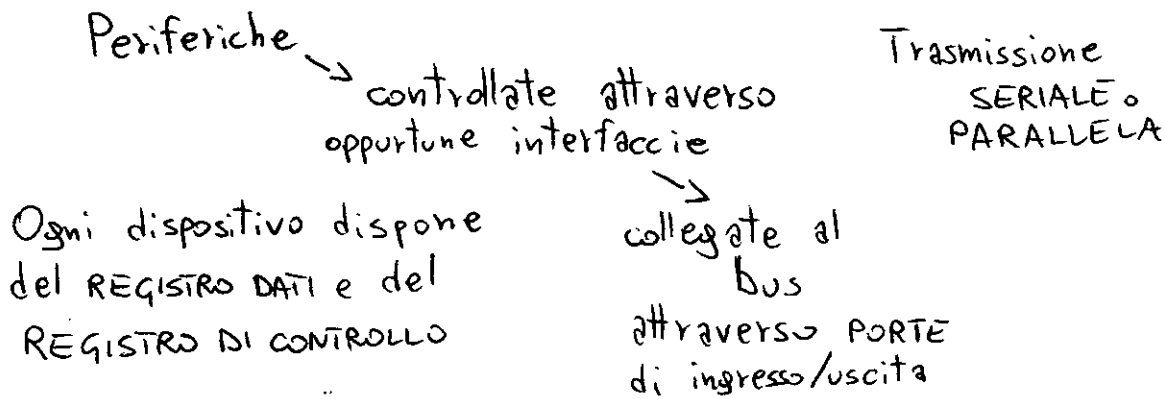 Periferiche
controllate attraverso
oppurtune interfaccie
collegate al
bus
attraverso PORTE
di ingresso/uscita
Trasmissione
SERIALE o
PARALLELA
Ogni dispositivo dispone
del REGISTRO DATI e del
REGISTRO DI CONTROLLO